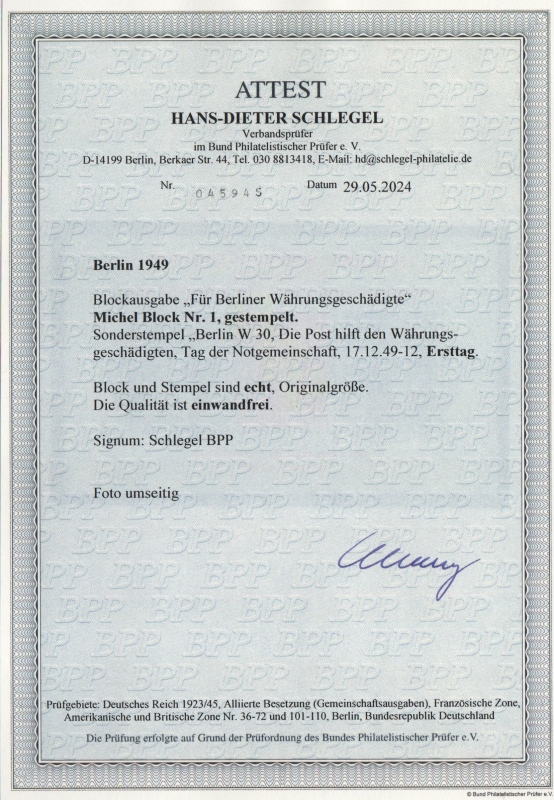 ATTEST
HANS-DIETER SCHLEGEL
Verbandsprüfer
im Bund Philatelistischer Prüfer e. V.
D-14199 Berlin, Berkaer Str. 44, Tel. 030 8813418, E-Mail: hd@schlegel-philatelie.de
Nr. 045945 Datum 29.05.2024
Berlin 1949
Blockausgabe „Für Berliner Währungsgeschädigte“
Michel Block Nr. 1, gestempelt.
Sonderstempel „Berlin W 30, Die Post hilft den Währungs-
geschädigten, Tag der Notgemeinschaft, 17.12.49-12, Ersttag.
Block und Stempel sind echt, Originalgröße.
Die Qualität ist einwandfrei.
Signum: Schlegel BPP
Foto umseitig
Prüfgebiete: Deutsches Reich 1923/45, Alliierte Besetzung (Gemeinschaftsausgaben), Französische Zone,
Amerikanische und Britische Zone Nr. 36-72 und 101-110, Berlin, Bundesrepublik Deutschland
Die Prüfung erfolgte auf Grund der Prüfordnung des Bundes Philatelistischer Prüfer e.V.
© Bund Philatelistischer Prüfer e.V.